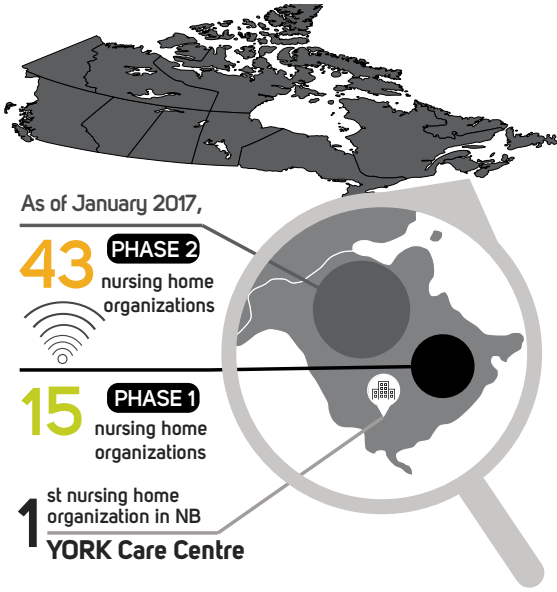 As of January 2017,
43 PHASE 2
nursing home
organizations
15 PHASE 1
nursing home
organizations
1 st nursing home
organization in NB
YORK Care Centre